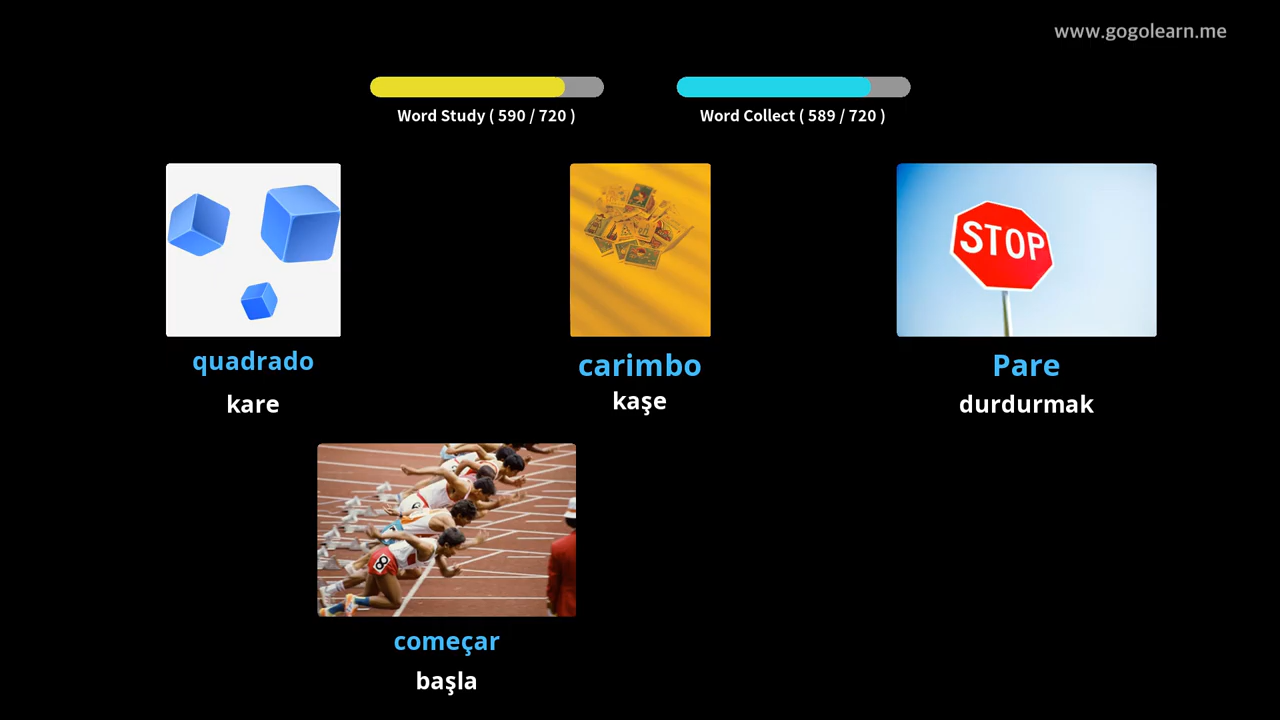 www.gogolearn.me
Word Study ( 590 / 720 )
Word Collect ( 589 / 720 )
STOP
quadrado
carimbo
Pare
kare
kaşe
durdurmak
8
começar
başla